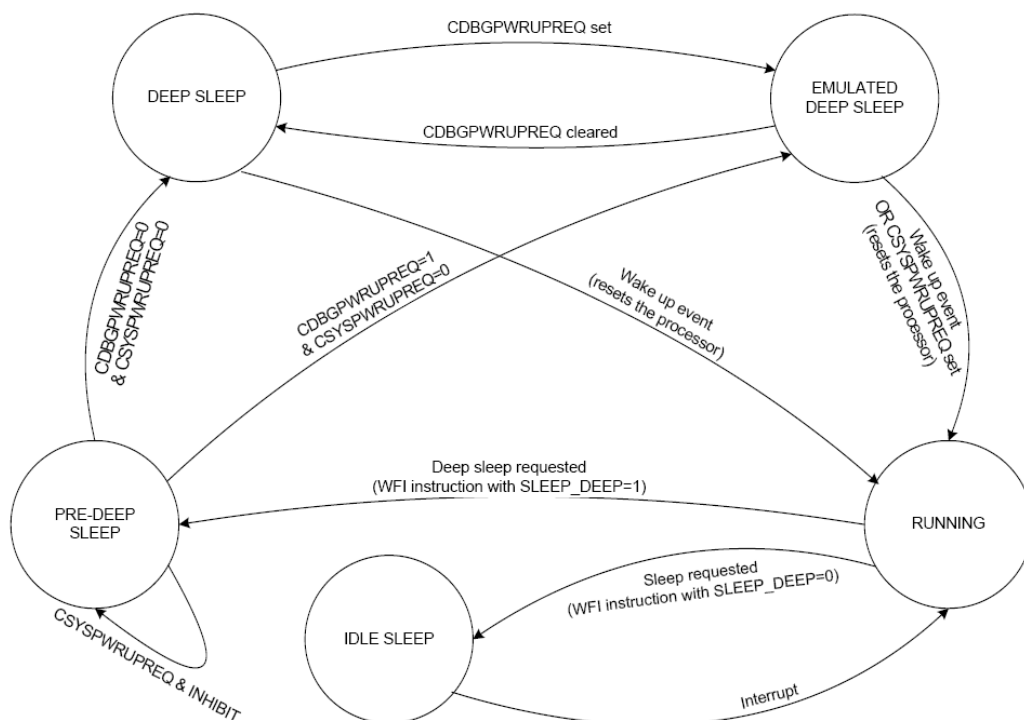 CDBGPWRUPREQ set
DEEP SLEEP
EMULATED
DEEP SLEEP
CDBGPWRUPREQ cleared
CDBGPWRUPREQ=0
& CSYSPWRUPREQ=0
CDBGPWRUPREQ=1
& CSYSPWRUPREQ=0
Wake up event
(resets the processor)
Wake up event
OR CSYSPWRUPREQ set
(resets the processor)
Deep sleep requested
(WFI instruction with SLEEP_DEEP=1)
PRE-DEEP
SLEEP
RUNNING
Sleep requested
(WFI instruction with SLEEP_DEEP=0)
IDLE SLEEP
CSYSPWRUPREQ & INHIBIT
Interrupt